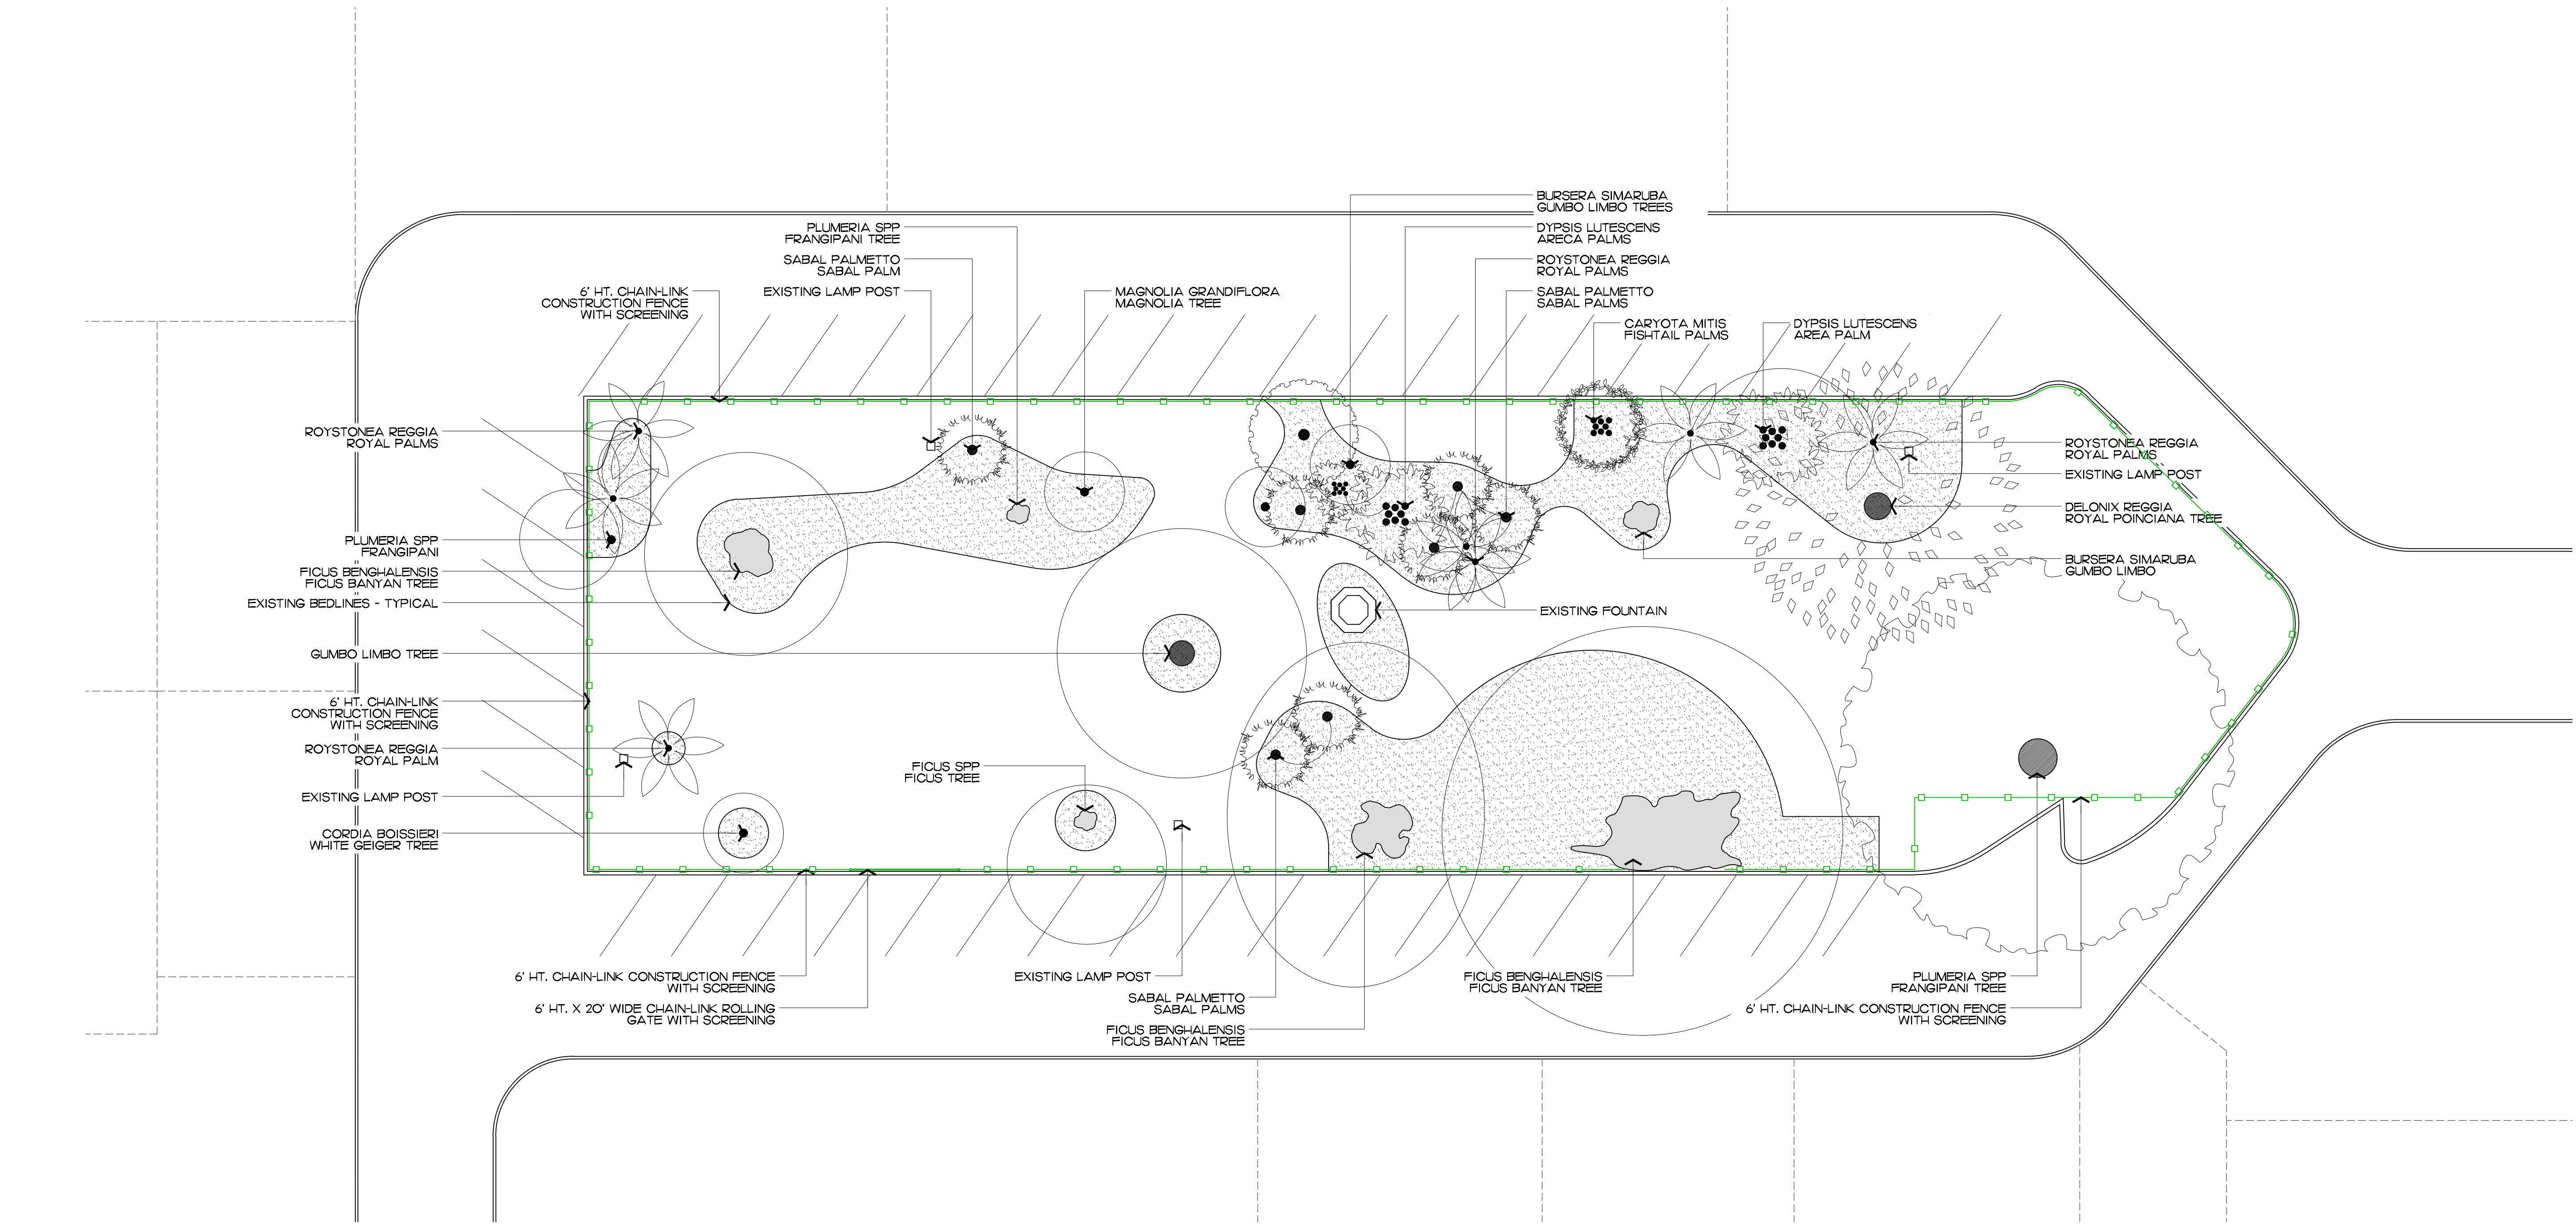 BURSERA SIMARUBA
GUMBO LIMBO TREES
PLUMERIA SPP
FRANGIPANI TREE
DYPSIS LUTESCENS
ARECA PALMS
SABAL PALMETTO
SABAL PALM
ROYSTONEA REGGIA
ROYAL PALMS
6' HT. CHAIN-LINK
CONSTRUCTION FENCE
WITH SCREENING
EXISTING LAMP POST
MAGNOLIA GRANDIFLORA
MAGNOLIA TREE
SABAL PALMETTO
SABAL PALMS
CARYOTA MITIS
FISHTAIL PALMS
DYPSIS LUTESCENS
AREA PALM
ROYSTONEA REGGIA
ROYAL PALMS
ROYSTONEA REGGIA
ROYAL PALMS
EXISTING LAMP POST
DELONIX REGGIA
ROYAL POINCIANA TREE
PLUMERIA SPP
FRANGIPANI
BURSERA SIMARUBA
GUMBO LIMBO
FICUS BENGHALENSIS
FICUS BANYAN TREE
EXISTING BEDLINES - TYPICAL
EXISTING FOUNTAIN
GUMBO LIMBO TREE
6' HT. CHAIN-LINK
CONSTRUCTION FENCE
WITH SCREENING
ROYSTONEA REGGIA
ROYAL PALM
FICUS SPP
FICUS TREE
EXISTING LAMP POST
CORDIA BOISSIERI
WHITE GEIGER TREE
6' HT. CHAIN-LINK CONSTRUCTION FENCE
WITH SCREENING
6' HT. X 20' WIDE CHAIN-LINK ROLLING
GATE WITH SCREENING
EXISTING LAMP POST
SABAL PALMETTO
SABAL PALMS
FICUS BENGHALENSIS
FICUS BANYAN TREE
FICUS BENGHALENSIS
FICUS BANYAN TREE
PLUMERIA SPP
FRANGIPANI TREE
6' HT. CHAIN-LINK CONSTRUCTION FENCE
WITH SCREENING